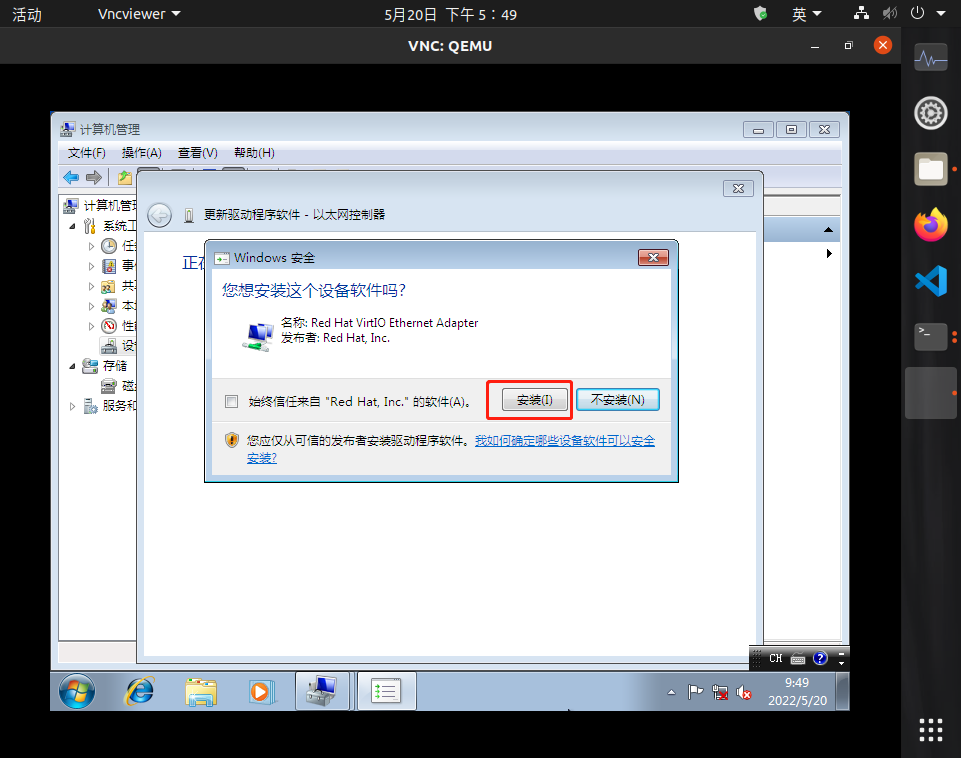 活动
Vncviewer
5月20日 下午 5：49
英
VNC: QEMU
计算机管理
文件(F) 操作(A) 查看(V) 帮助(H)
计算机管
系统工
共
本
性
设
存储
磁
服务和
更新驱动程序软件 - 以太网控制器
正在
Windows 安全
您想安装这个设备软件吗?
名称: Red Hat VirtIO Ethernet Adapter
发布者: Red Hat, Inc.
始终信任来自 "Red Hat, Inc." 的软件(A)。
安装(I)
不安装(N)
您应仅从可信的发布者安装驱动程序软件。我如何确定哪些设备软件可以安全
安装?
CH
9:49
2022/5/20